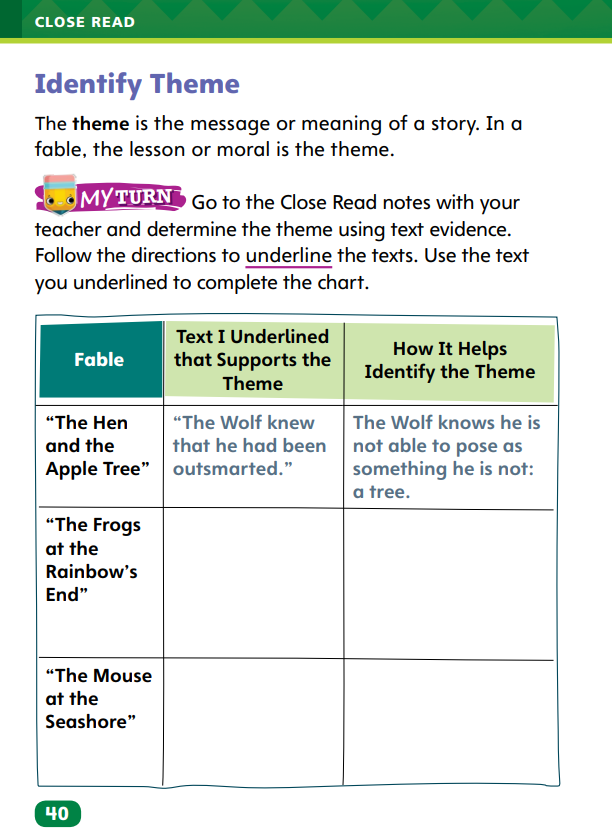 CLOSE READ
Identify Theme
The theme is the message or meaning of a story. In a
fable, the lesson or moral is the theme.
MY TURN Go to the Close Read notes with your
teacher and determine the theme using text evidence.
Follow the directions to underline the texts. Use the text
you underlined to complete the chart.
Fable
Text I Underlined
that Supports the
Theme
How It Helps
Identify the Theme
“The Hen
and the
Apple Tree”
“The Wolf knew
that he had been
outsmarted.”
The Wolf knows he is
not able to pose as
something he is not:
a tree.
“The Frogs
at the
Rainbow’s
End”
“The Mouse
at the
Seashore”
40